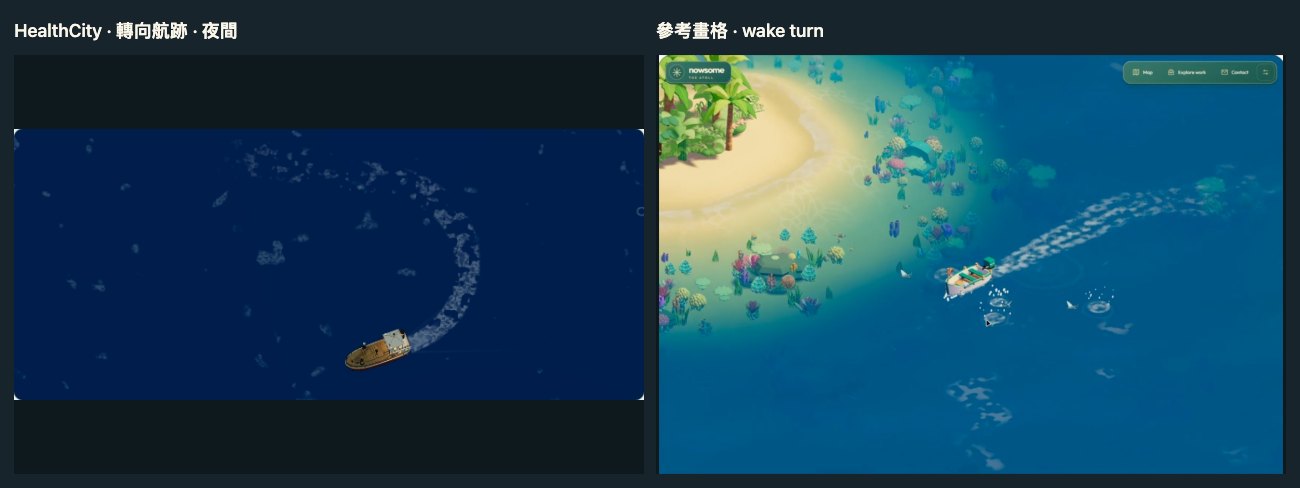 HealthCity · 轉向航跡 · 夜間
參考畫格 · wake turn
nowsome
THE ATOLL
Map
Explore work
Contact